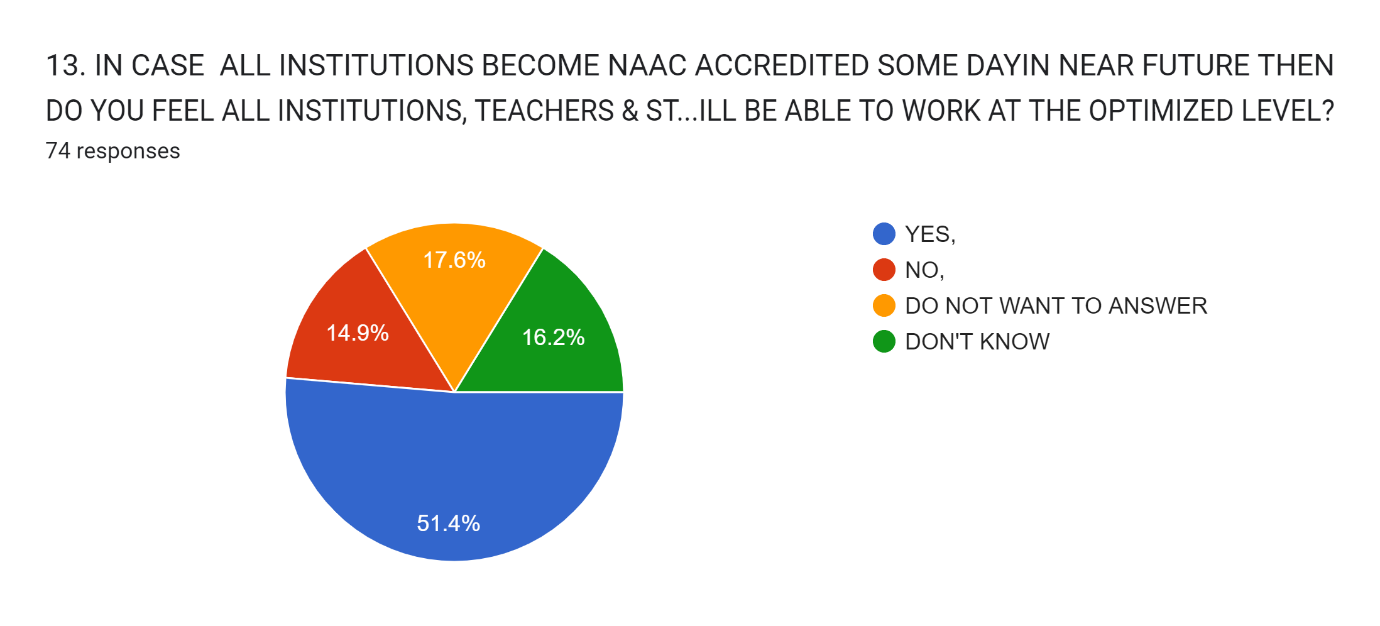 13. IN CASE  ALL INSTITUTIONS BECOME NAAC ACCREDITED SOME DAYIN NEAR FUTURE THEN
DO YOU FEEL ALL INSTITUTIONS, TEACHERS & ST...ILL BE ABLE TO WORK AT THE OPTIMIZED LEVEL?
74 responses
YES,
NO,
DO NOT WANT TO ANSWER
DON'T KNOW
17.6%
14.9%
16.2%
51.4%